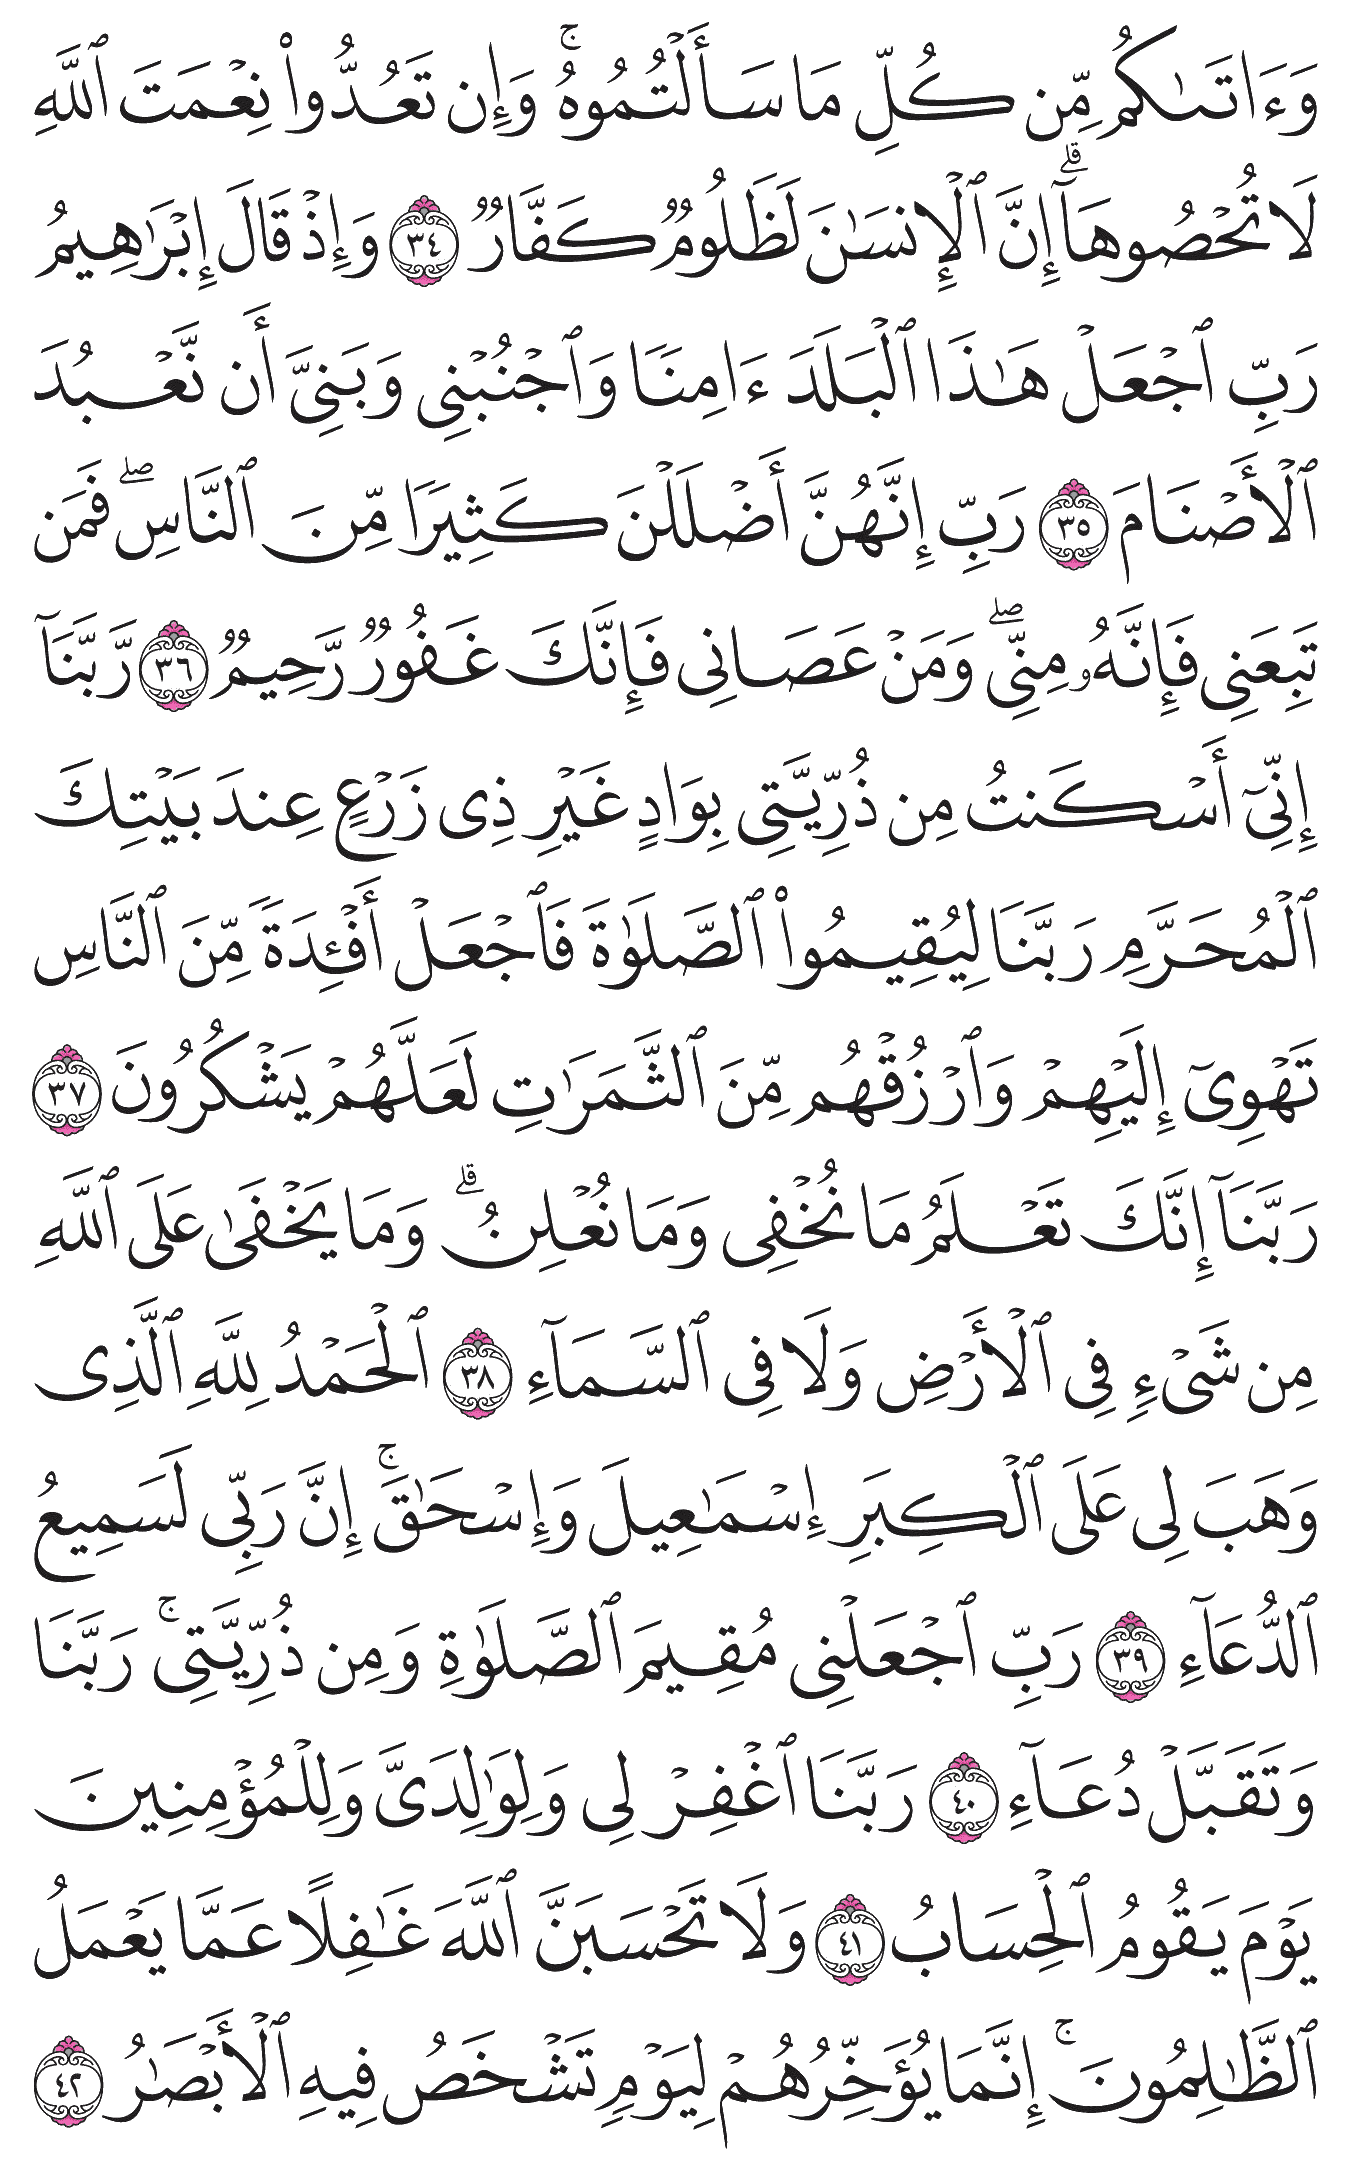 وَءَاتَىٰكُم مِّن كُلِّ مَا سَأَلۡتُمُوهُۚ وَإِن تَعُدُّواْ نِعۡمَتَ ٱللَّهِ
لَا تُحۡصُوهَآۗ إِنَّ ٱلۡإِنسَٰنَ لَظَلُومٞ كَفَّارٞ ٣٤ وَإِذۡ قَالَ إِبۡرَٰهِيمُ
رَبِّ ٱجۡعَلۡ هَٰذَا ٱلۡبَلَدَ ءَامِنٗا وَٱجۡنُبۡنِي وَبَنِيَّ أَن نَّعۡبُدَ
ٱلۡأَصۡنَامَ ٣٥ رَبِّ إِنَّهُنَّ أَضۡلَلۡنَ كَثِيرٗا مِّنَ ٱلنَّاسِۖ فَمَن
تَبِعَنِي فَإِنَّهُۥ مِنِّيۖ وَمَنۡ عَصَانِي فَإِنَّكَ غَفُورٞ رَّحِيمٞ ٣٦ رَّبَّنَآ
إِنِّيٓ أَسۡكَنتُ مِن ذُرِّيَّتِي بِوَادٍ غَيۡرِ ذِي زَرۡعٍ عِندَ بَيۡتِكَ
ٱلۡمُحَرَّمِ رَبَّنَا لِيُقِيمُواْ ٱلصَّلَوٰةَ فَٱجۡعَلۡ أَفۡـِٔدَةٗ مِّنَ ٱلنَّاسِ
تَهۡوِيٓ إِلَيۡهِمۡ وَٱرۡزُقۡهُم مِّنَ ٱلثَّمَرَٰتِ لَعَلَّهُمۡ يَشۡكُرُونَ ٣٧
رَبَّنَآ إِنَّكَ تَعۡلَمُ مَا نُخۡفِي وَمَا نُعۡلِنُۗ وَمَا يَخۡفَىٰ عَلَى ٱللَّهِ
مِن شَيۡءٖ فِي ٱلۡأَرۡضِ وَلَا فِي ٱلسَّمَآءِ ٣٨ ٱلۡحَمۡدُ لِلَّهِ ٱلَّذِي
وَهَبَ لِي عَلَى ٱلۡكِبَرِ إِسۡمَٰعِيلَ وَإِسۡحَٰقَۚ إِنَّ رَبِّي لَسَمِيعُ
ٱلدُّعَآءِ ٣٩ رَبِّ ٱجۡعَلۡنِي مُقِيمَ ٱلصَّلَوٰةِ وَمِن ذُرِّيَّتِيۚ رَبَّنَا
وَتَقَبَّلۡ دُعَآءِ ٤٠ رَبَّنَا ٱغۡفِرۡ لِي وَلِوَٰلِدَيَّ وَلِلۡمُؤۡمِنِينَ
يَوۡمَ يَقُومُ ٱلۡحِسَابُ ٤١ وَلَا تَحۡسَبَنَّ ٱللَّهَ غَٰفِلًا عَمَّا يَعۡمَلُ
ٱلظَّٰلِمُونَۚ إِنَّمَا يُؤَخِّرُهُمۡ لِيَوۡمٖ تَشۡخَصُ فِيهِ ٱلۡأَبۡصَٰرُ ٤٢